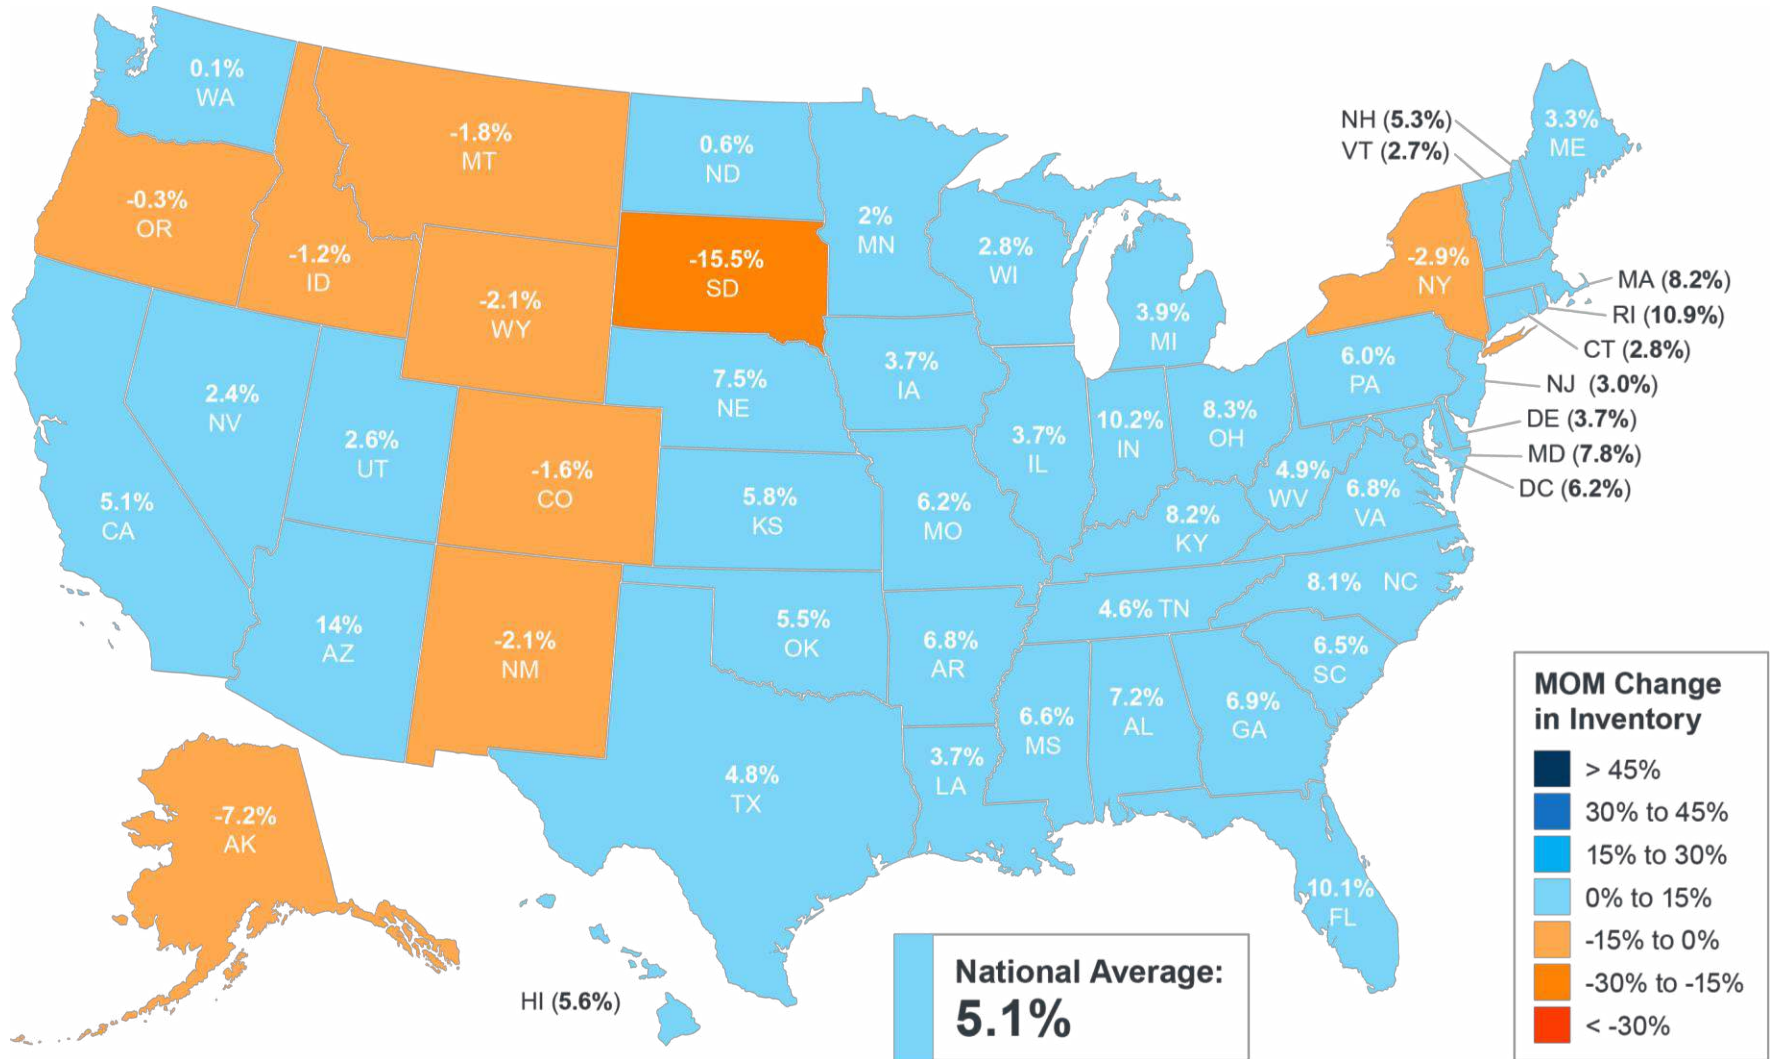 0.1%
WA
-1.8%
MT
0.6%
ND
2%
MN
NH (5.3%)
VT (2.7%)
3.3%
ME
-0.3%
OR
-1.2%
ID
-2.1%
WY
-15.5%
SD
2.8%
WI
3.9%
MI
-2.9%
NY
MA (8.2%)
RI (10.9%)
CT (2.8%)
NJ (3.0%)
DE (3.7%)
MD (7.8%)
DC (6.2%)
2.4%
NV
2.6%
UT
-1.6%
CO
7.5%
NE
3.7%
IA
3.7%
IL
10.2%
IN
8.3%
OH
6.0%
PA
4.9%
WV
6.8%
VA
5.1%
CA
5.8%
KS
6.2%
MO
8.2%
KY
8.1% NC
4.6% TN
14%
AZ
-2.1%
NM
5.5%
OK
6.8%
AR
6.5%
SC
6.6%
MS
7.2%
AL
6.9%
GA
4.8%
TX
3.7%
LA
10.1%
FL
-7.2%
AK
HI (5.6%)
National Average:
5.1%
MOM Change
in Inventory
> 45%
30% to 45%
15% to 30%
0% to 15%
-15% to 0%
-30% to -15%
< -30%